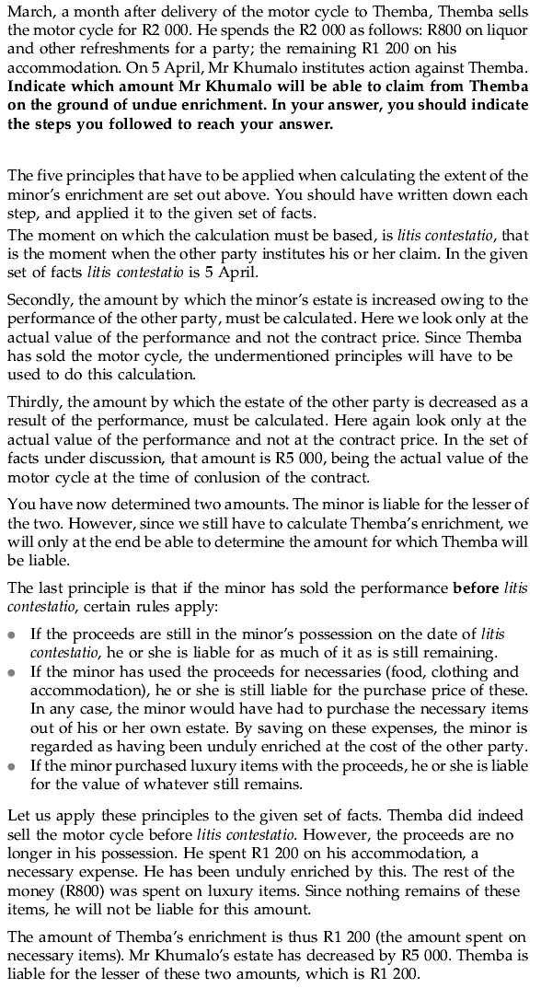 March, a month after delivery of the motor cycle to Themba, Themba sells
the motor cycle for R2 000. He spends the R2 000 as follows: R800 on liquor
and other refreshments for a party; the remaining R1 200 on his
accommodation. On 5 April, Mr Khumalo institutes action against Themba.
Indicate which amount Mr Khumalo will be able to claim from Themba
on the ground of undue enrichment. In your answer, you should indicate
the steps you followed to reach your answer.
The five principles that have to be applied when calculating the extent of the
minor's enrichment are set out above. You should have written down each
step, and applied it to the given set of facts.
The moment on which the calculation must be based, is litis contestatio, that
is the moment when the other party institutes his or her claim. In the given
set of facts litis contestatio is 5 April.
Secondly, the amount by which the minor's estate is increased owing to the
performance of the other party, must be calculated. Here we look only at the
actual value of the performance and not the contract price. Since Themba
has sold the motor cycle, the undermentioned principles will have to be
used to do this calculation.
Thirdly, the amount by which the estate of the other party is decreased as a
result of the performance, must be calculated. Here again look only at the
actual value of the performance and not at the contract price. In the set of
facts under discussion, that amount is R5 000, being the actual value of the
motor cycle at the time of conlusion of the contract.
You have now determined two amounts. The minor is liable for the lesser of
the two. However, since we still have to calculate Themba's enrichment, we
will only at the end be able to determine the amount for which Themba will
be liable.
The last principle is that if the minor has sold the performance before litis
contestatio, certain rules apply:
● If the proceeds are still in the minor's possession on the date of litis
contestatio, he or she is liable for as much of it as is still remaining.
● If the minor has used the proceeds for necessaries (food, clothing and
accommodation), he or she is still liable for the purchase price of these.
In any case, the minor would have had to purchase the necessary items
out of his or her own estate. By saving on these expenses, the minor is
regarded as having been unduly enriched at the cost of the other party.
● If the minor purchased luxury items with the proceeds, he or she is liable
for the value of whatever still remains.
Let us apply these principles to the given set of facts. Themba did indeed
sell the motor cycle before litis contestatio. However, the proceeds are no
longer in his possession. He spent R1 200 on his accommodation, a
necessary expense. He has been unduly enriched by this. The rest of the
money (R800) was spent on luxury items. Since nothing remains of these
items, he will not be liable for this amount.
The amount of Themba's enrichment is thus R1 200 (the amount spent on
necessary items). Mr Khumalo's estate has decreased by R5 000. Themba is
liable for the lesser of these two amounts, which is R1 200.